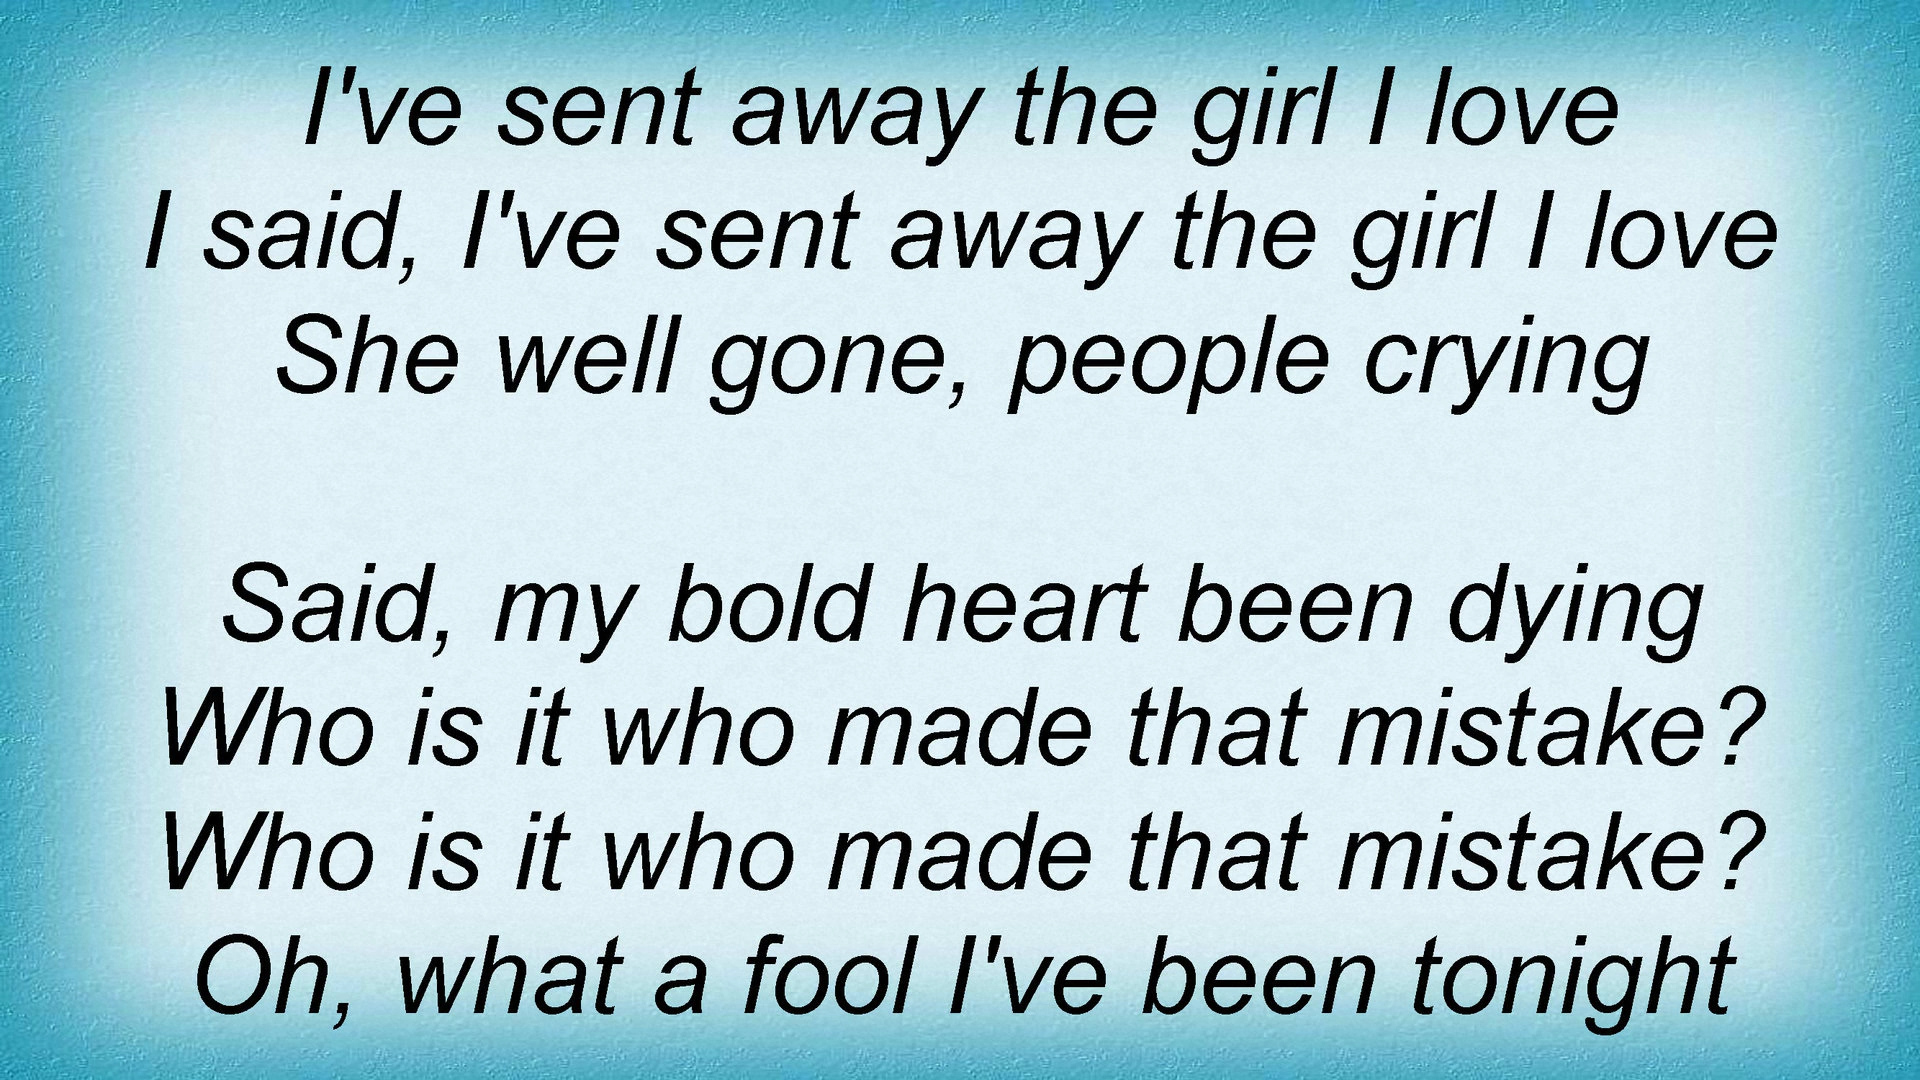 I've sent away the girl I love
I said, I've sent away the girl I love
She well gone, people crying
Said, my bold heart been dying
Who is it who made that mistake?
Who is it who made that mistake?
Oh, what a fool I've been tonight